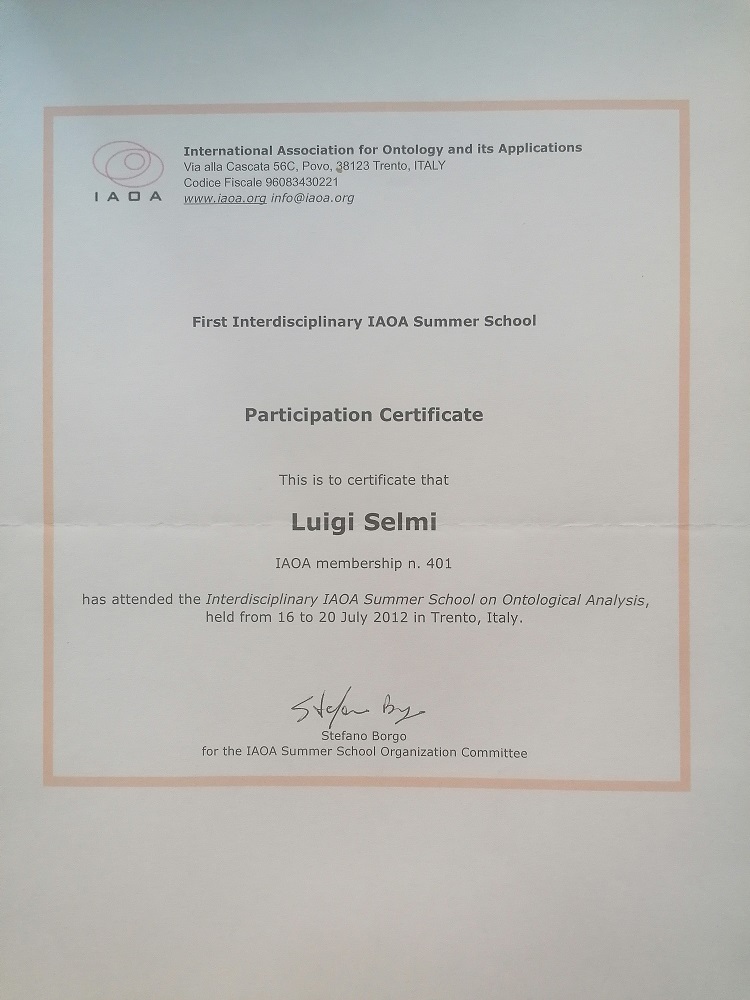 International Association for Ontology and its Applications
Via alla Cascata 56C, Povo, 38123 Trento, ITALY
Codice Fiscale 96083430221
www.iaoa.org info@iaoa.org
IAOA
First Interdisciplinary IAOA Summer School
Participation Certificate
This is to certificate that
Luigi Selmi
IAOA membership n. 401
has attended the Interdisciplinary IAOA Summer School on Ontological Analysis,
held from 16 to 20 July 2012 in Trento, Italy.
Stefano Borgo
for the IAOA Summer School Organization Committee